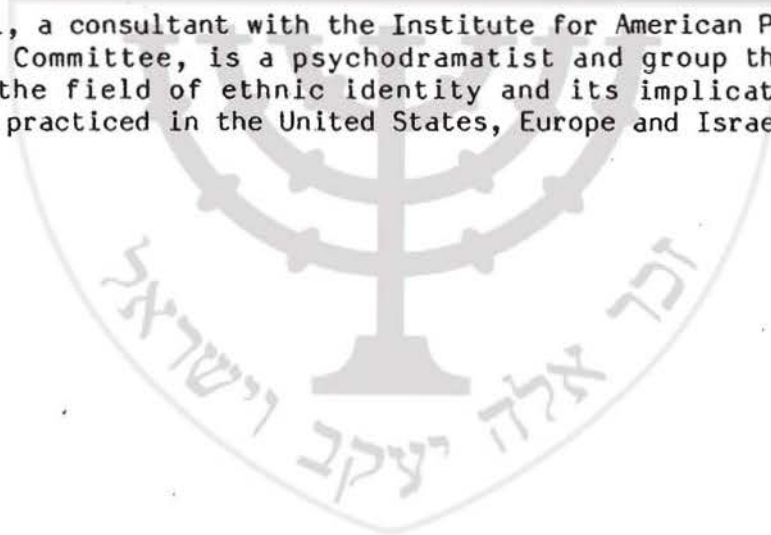 , a consultant with the Institute for American P
Committee, is a psychodramatist and group th
the field of ethnic identity and its implicat
practiced in the United States, Europe and Israe
זכר אלה יעקב וישראל